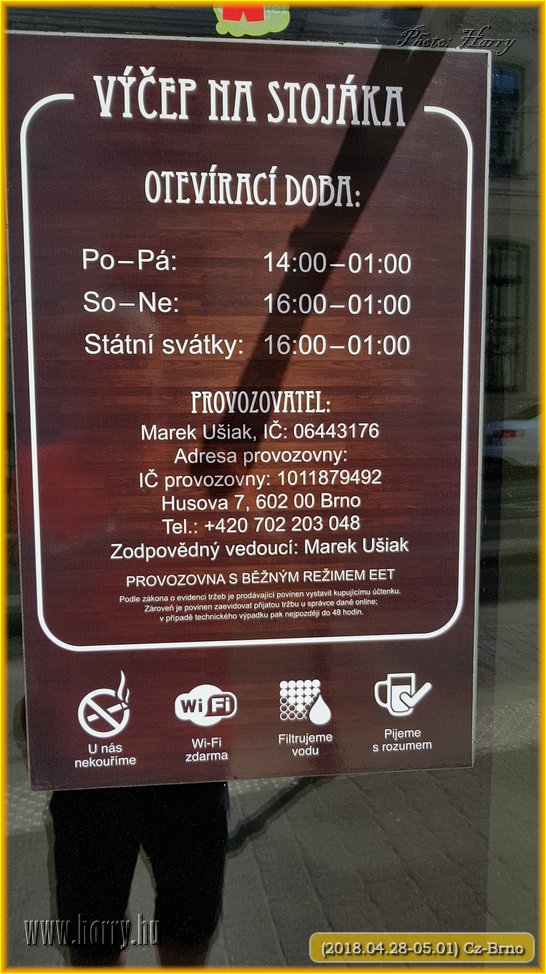 Photo: Harry
VÝČEP NA STOJÁKA
OTEVÍRACÍ DOBA:
Po–Pá: 14:00–01:00
So–Ne: 16:00–01:00
Státní svátky: 16:00–01:00
PROVOZOVATEL:
Marek Ušiak, IČ: 06443176
Adresa provozovny:
IČ provozovny: 1011879492
Husova 7, 602 00 Brno
Tel.: +420 702 203 048
Zodpovědný vedoucí: Marek Ušiak
PROVOZOVNA S BĚŽNÝM REŽIMEM EET
Podle zákona o evidenci tržeb je prodávající povinen vystavit kupujícímu účtenku.
Zároveň je povinen zaevidovat přijatou tržbu u správce daně online;
v případě technického výpadku pak nejpozději do 48 hodin.
U nás
nekouříme
Wi Fi
Wi-Fi
zdarma
Filtrujeme
vodu
Pijeme
s rozumem
www.harry.hu
(2018.04.28-05.01) Cz-Brno